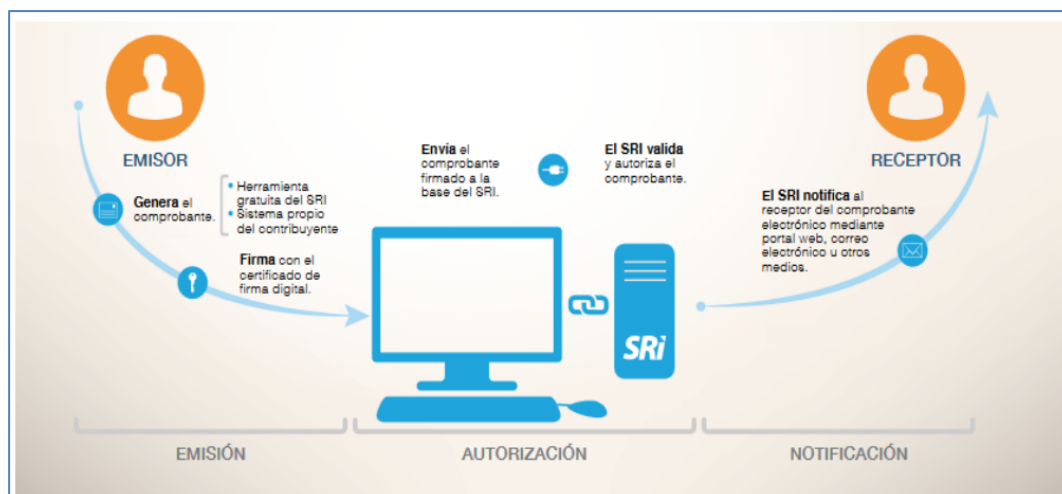 EMISOR
Genera el
comprobante.
• Herramienta
gratuita del SRI
• Sistema propio
del contribuyente
Firma con el
certificado de
firma digital.
Envía el
comprobante
firmado a la
base del SRI.
El SRI valida
y autoriza el
comprobante.
SRi
RECEPTOR
El SRI notifica al
receptor del comprobante
electrónico mediante
portal web, correo
electrónico u otros
medios.
EMISIÓN
AUTORIZACIÓN
NOTIFICACIÓN